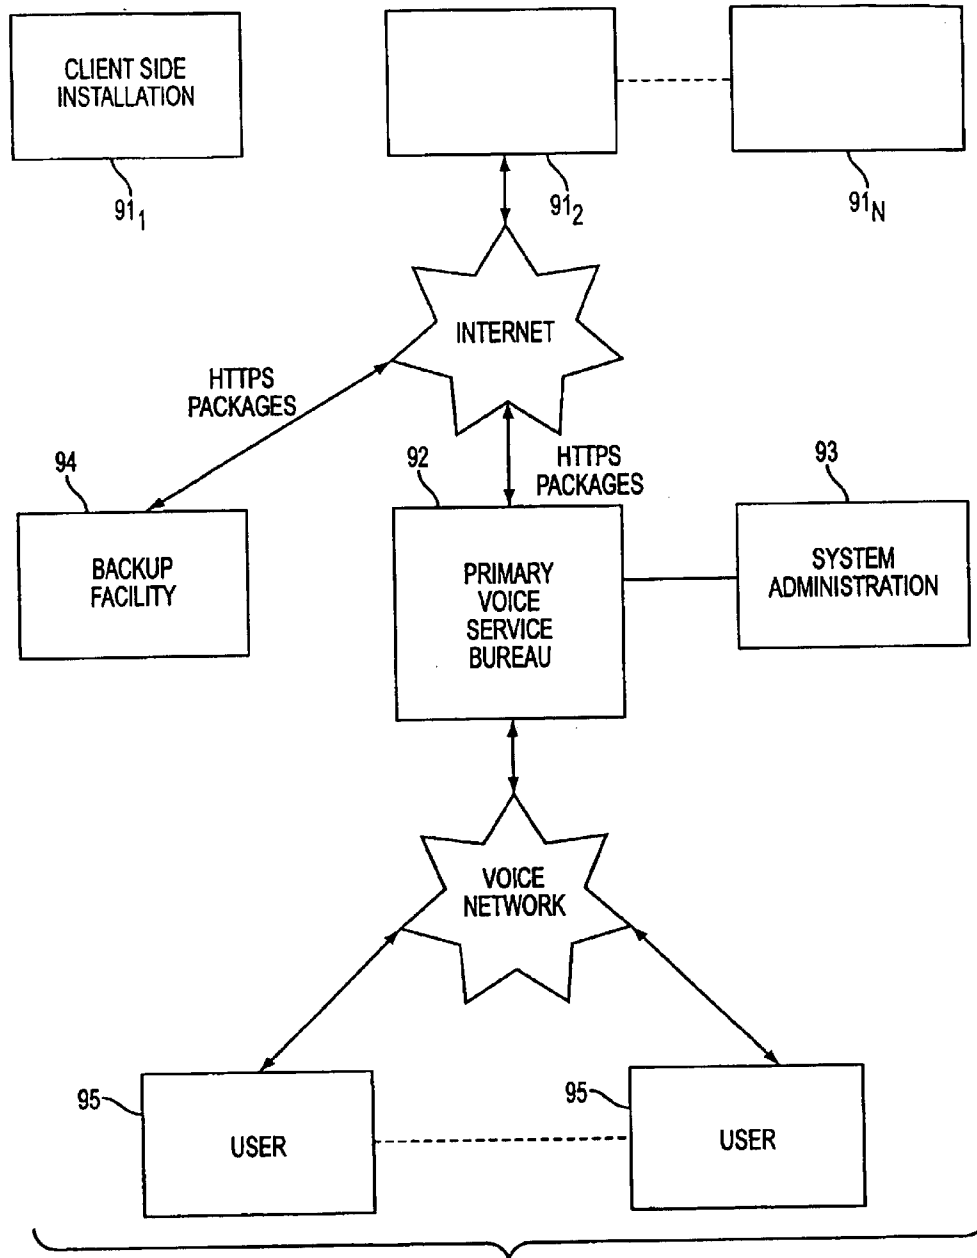 CLIENT SIDE
INSTALLATION
91₁
91₂
91N
INTERNET
HTTPS
PACKAGES
HTTPS
PACKAGES
94
BACKUP
FACILITY
92
PRIMARY
VOICE
SERVICE
BUREAU
93
SYSTEM
ADMINISTRATION
VOICE
NETWORK
95
USER
95
USER